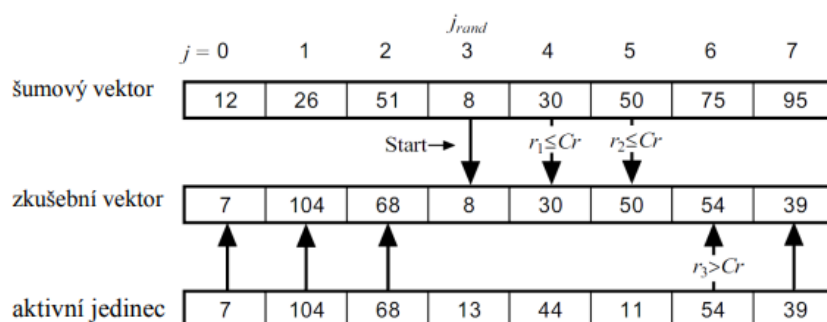 j_rand
j = 0 1 2 3 4 5 6 7
šumový vektor 12 26 51 8 30 50 75 95
Start→ r₁≤Cr r₂≤Cr
zkušební vektor 7 104 68 8 30 50 54 39
r₃>Cr
aktivní jedinec 7 104 68 13 44 11 54 39